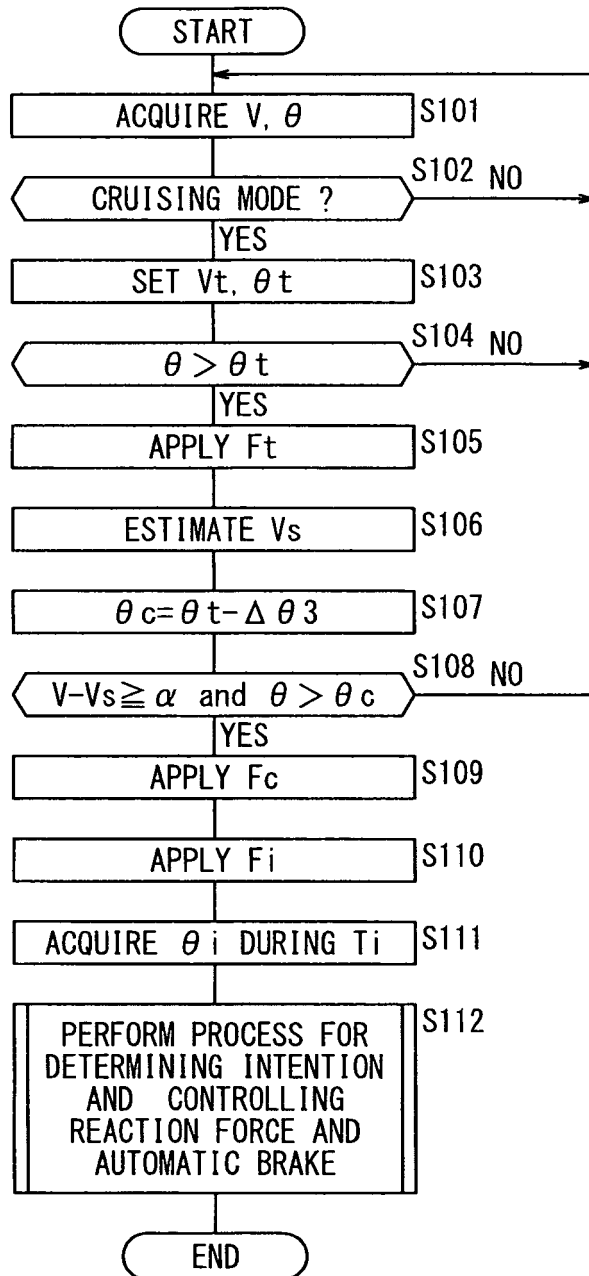 START
ACQUIRE V, θ
S101
CRUISING MODE ?
S102 NO
YES
SET Vt, θt
S103
θ > θt
S104 NO
YES
APPLY Ft
S105
ESTIMATE Vs
S106
θc=θt-Δθ3
S107
V-Vs≧α and θ > θc
S108 NO
YES
APPLY Fc
S109
APPLY Fi
S110
ACQUIRE θi DURING Ti
S111
PERFORM PROCESS FOR
DETERMINING INTENTION
AND CONTROLLING
REACTION FORCE AND
AUTOMATIC BRAKE
S112
END